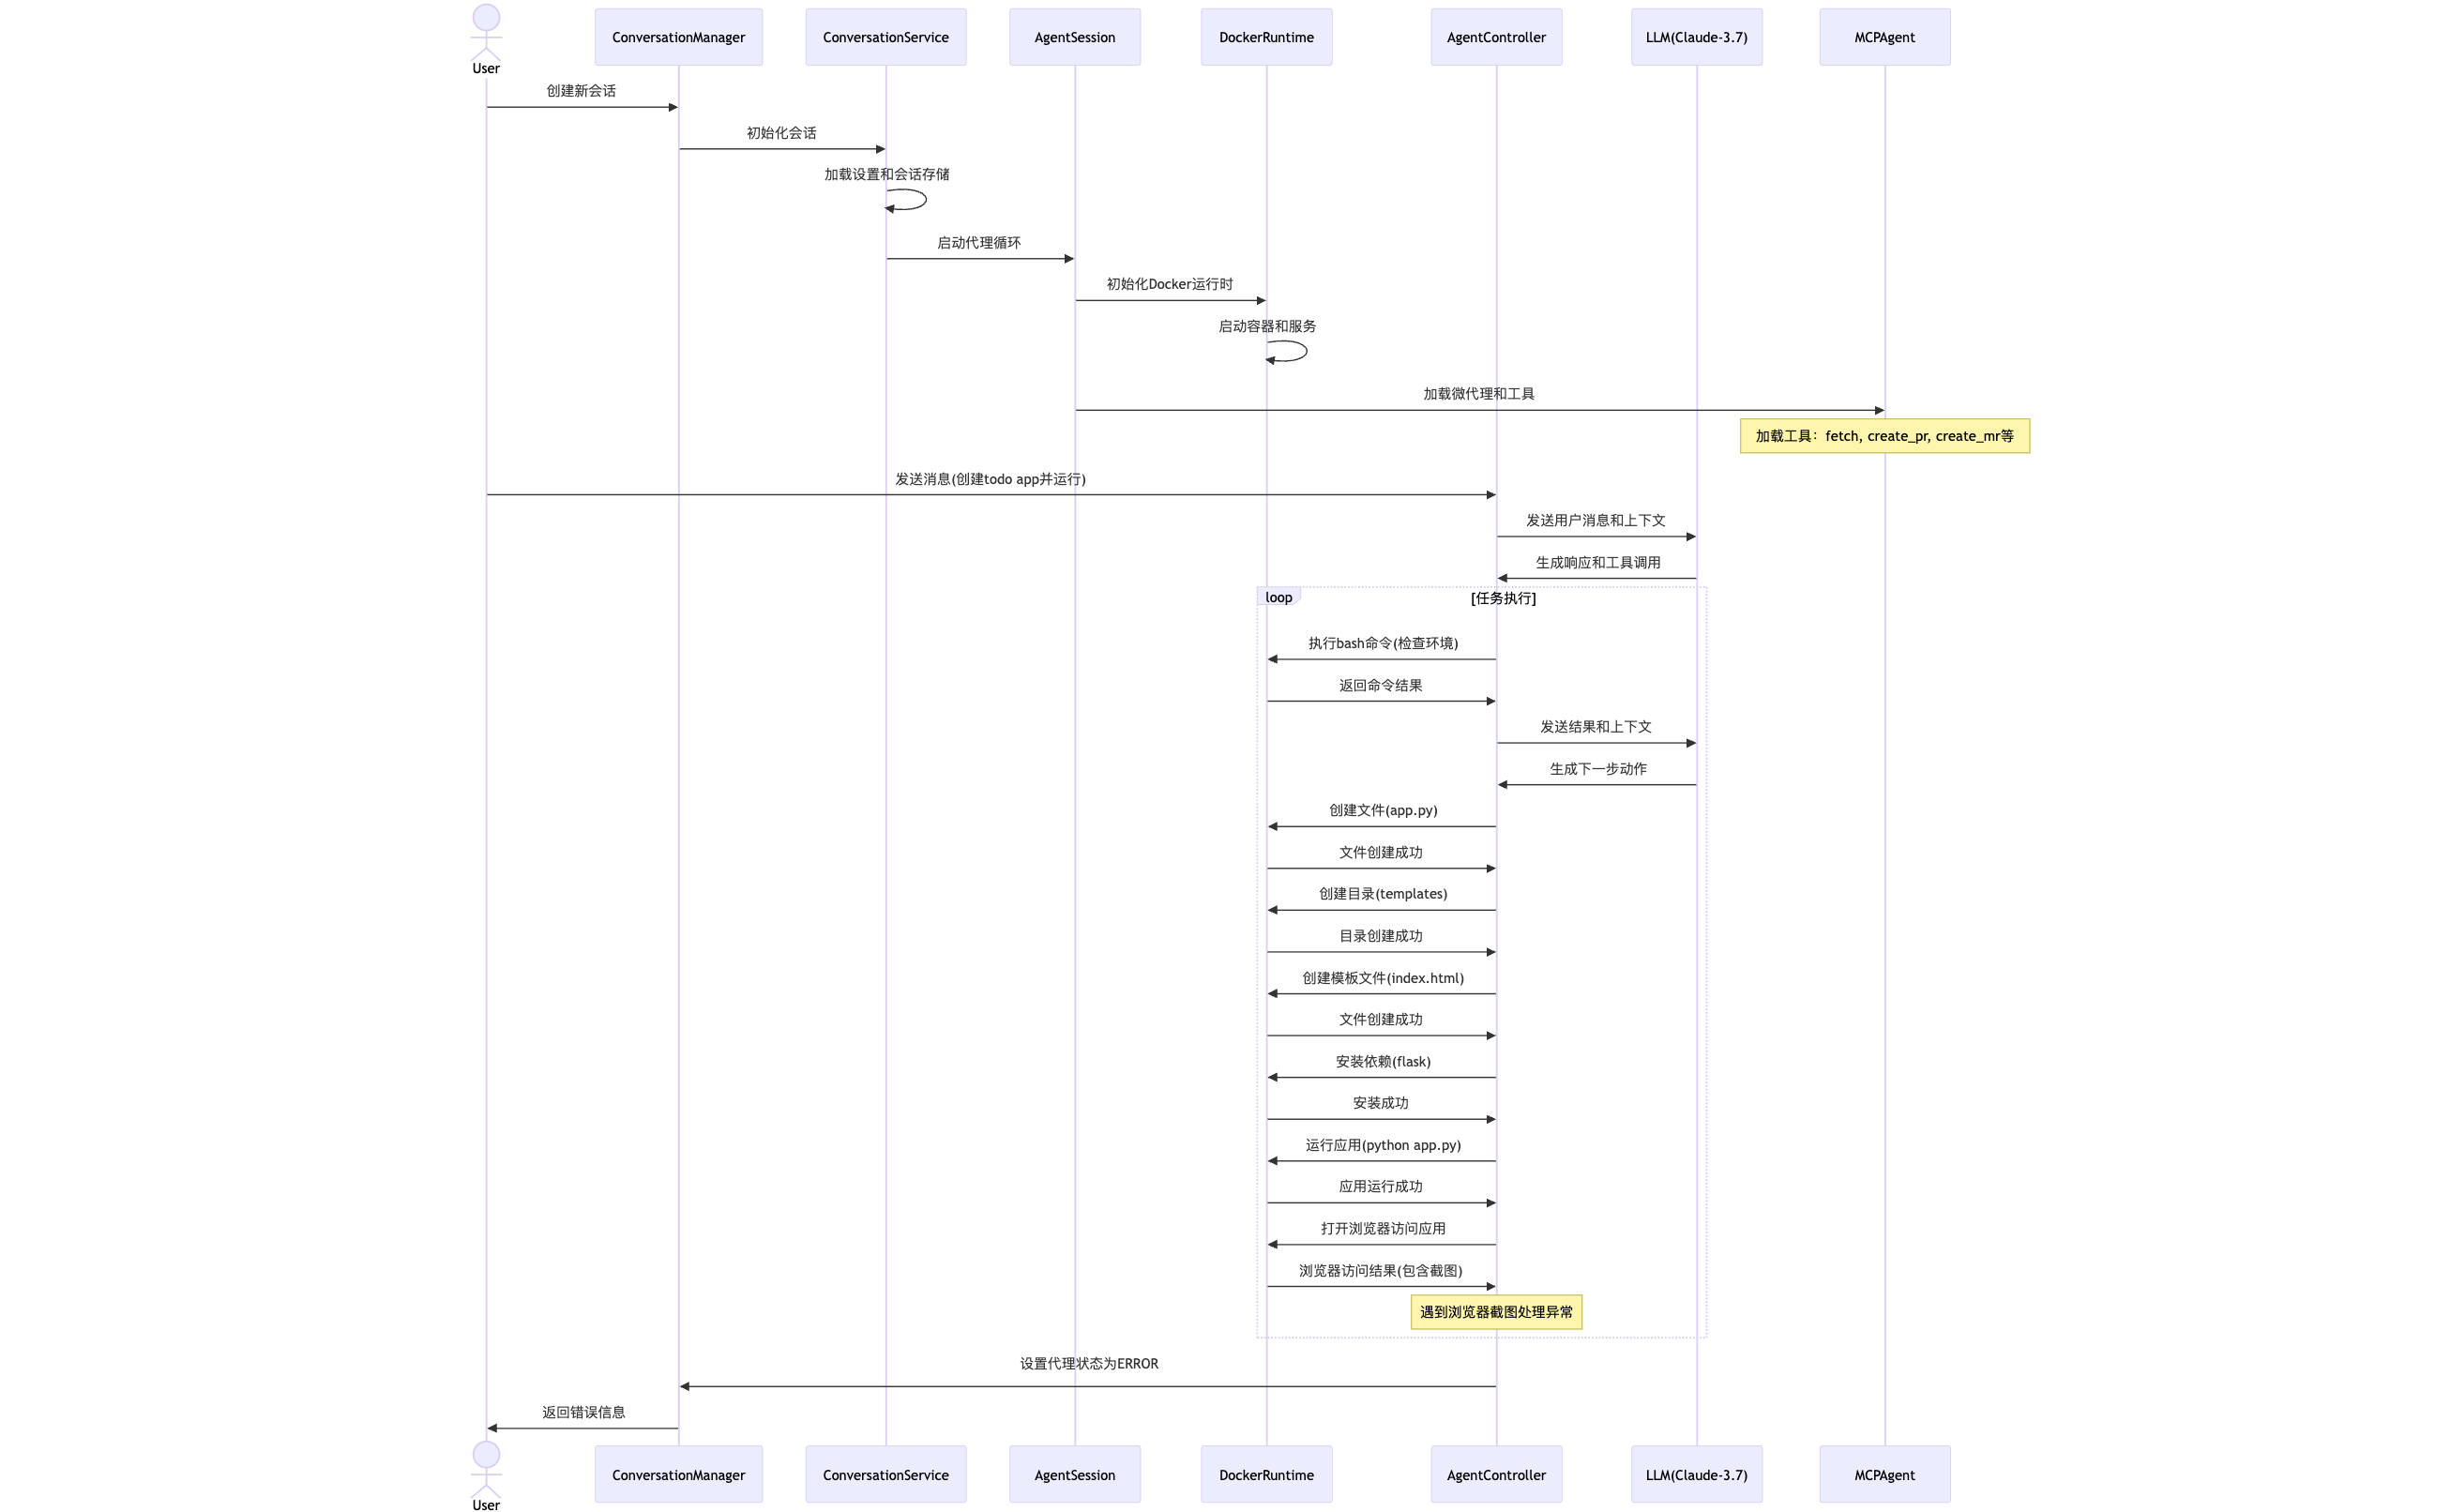 User
ConversationManager
ConversationService
AgentSession
DockerRuntime
AgentController
LLM(Claude-3.7)
MCPAgent
创建新会话
初始化会话
加载设置和会话存储
启动代理循环
初始化Docker运行时
启动容器和服务
加载微代理和工具
加载工具：fetch, create_pr, create_mr等
发送消息(创建todo app并运行)
发送用户消息和上下文
生成响应和工具调用
loop
[任务执行]
执行bash命令(检查环境)
返回命令结果
发送结果和上下文
生成下一步动作
创建文件(app.py)
文件创建成功
创建目录(templates)
目录创建成功
创建模板文件(index.html)
文件创建成功
安装依赖(flask)
安装成功
运行应用(python app.py)
应用运行成功
打开浏览器访问应用
浏览器访问结果(包含截图)
遇到浏览器截图处理异常
设置代理状态为ERROR
返回错误信息
User
ConversationManager
ConversationService
AgentSession
DockerRuntime
AgentController
LLM(Claude-3.7)
MCPAgent